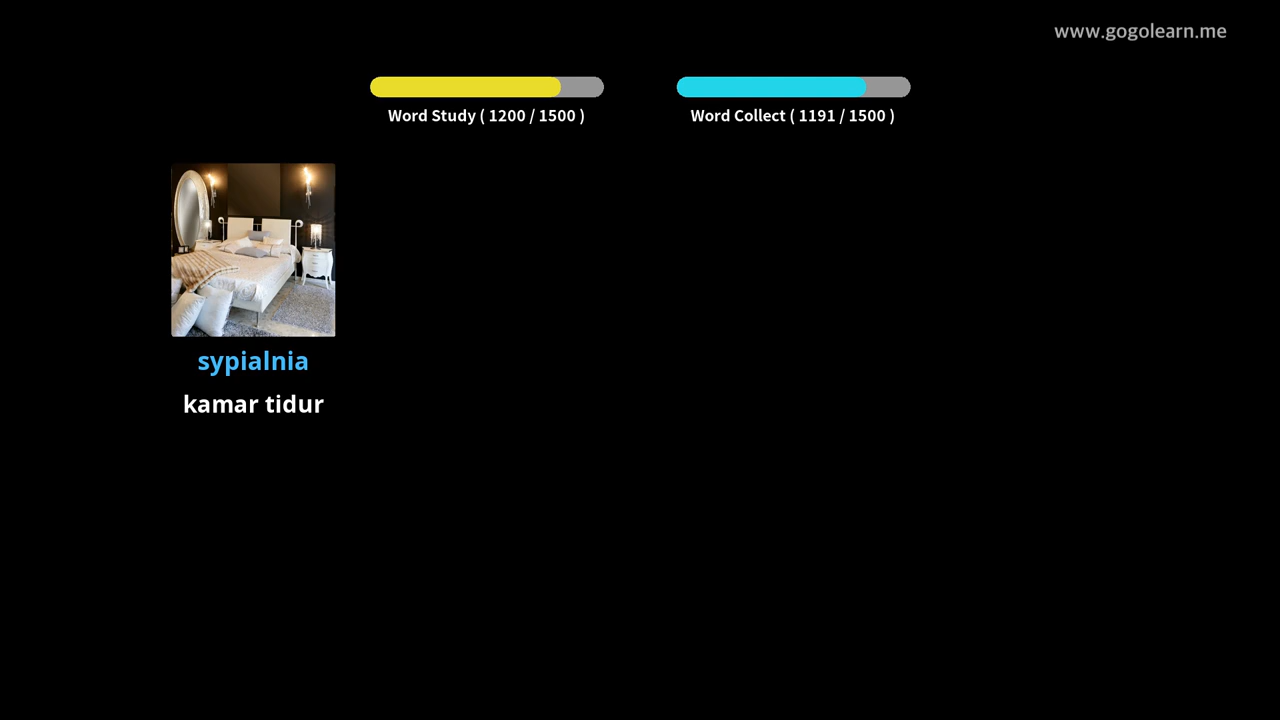 www.gogolearn.me
Word Study ( 1200 / 1500 )
Word Collect ( 1191 / 1500 )
sypialnia
kamar tidur